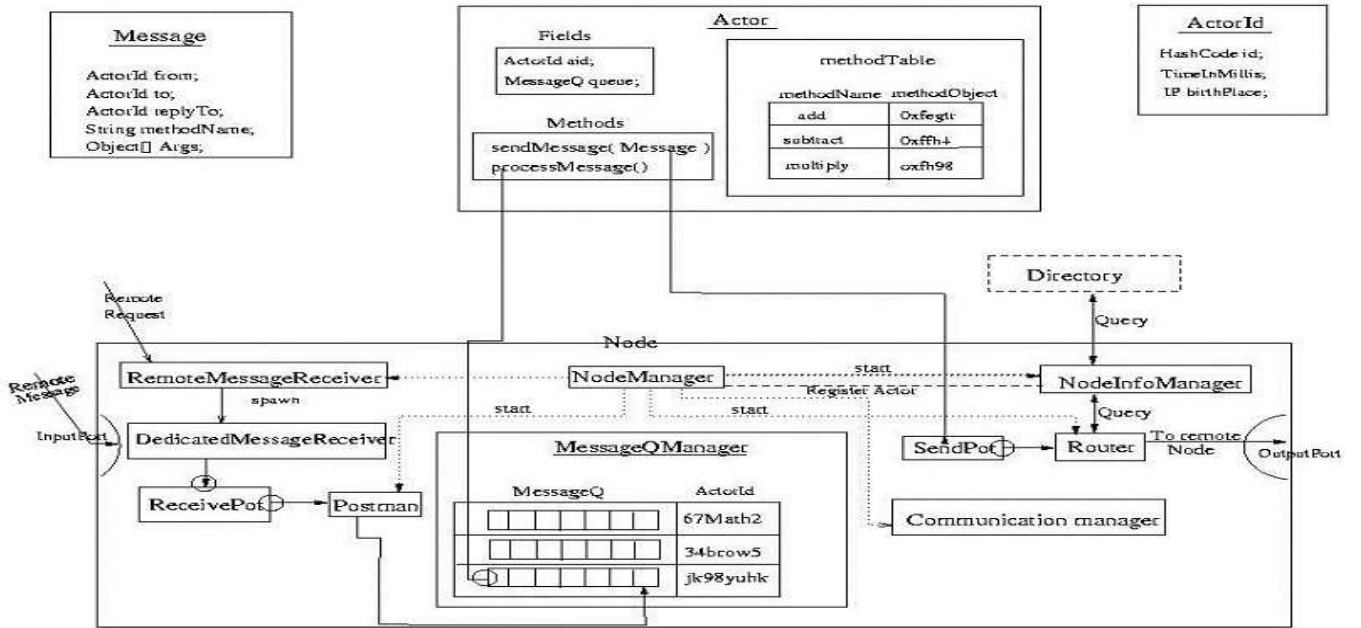 Message
ActorId from;
ActorId to;
ActorId replyTo;
String methodName;
Object[] Args;
Actor
Fields
ActorId aid;
MessageQ queue;
Methods
sendMessage( Message )
processMessage()
methodTable
methodName methodObject
add
subtract 0xffh4
multiply oxfh98
ActorId
HashCode id;
TimeInMillis;
IP birthPlace;
Directory
Query
Remote
Request
Node
Remote
Message
RemoteMessageReceiver
NodeManager
start
NodeInfoManager
Register Actor
spawn
start
start
Query
InputPort
DedicatedMessageReceiver
MessageQManager
SendPot
Router
To remote
Node
OutputPort
ReceivePot
Postman
MessageQ ActorId
67Math2
34brow5
jk98yuhk
Communication manager